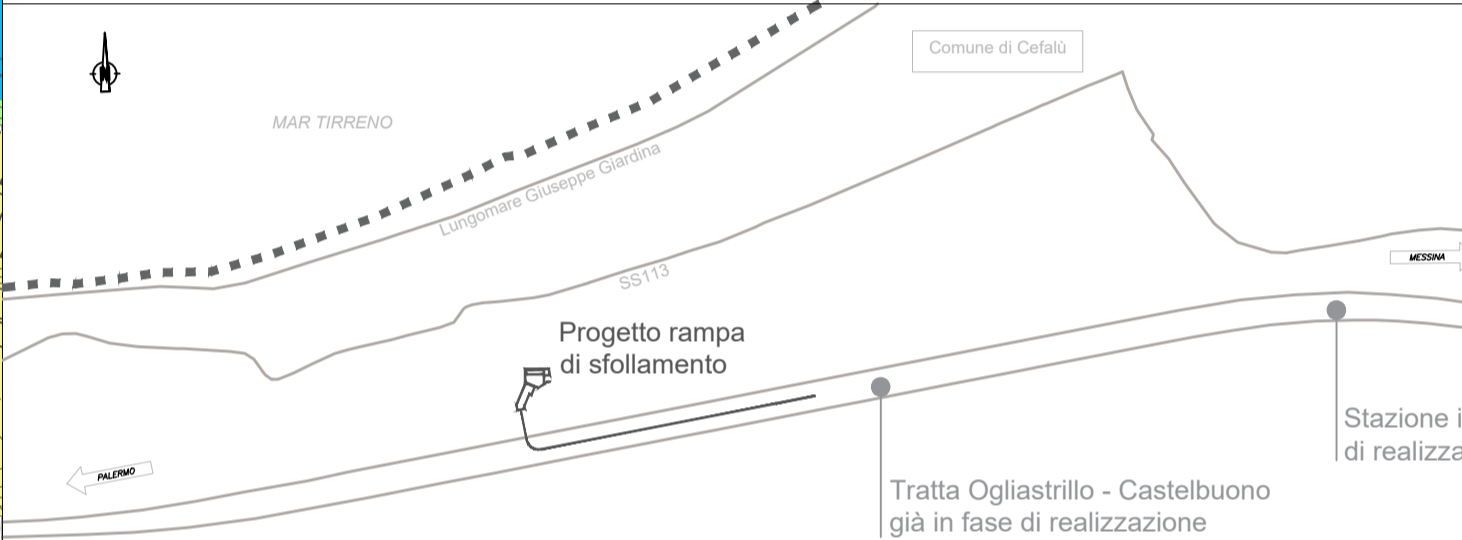 N
Comune di Cefalù
MAR TIRRENO
Lungomare Giuseppe Giardina
SS113
MESSINA
Progetto rampa
di sfollamento
PALERMO
Stazione i
di realizza
Tratta Ogliastrillo - Castelbuono
già in fase di realizzazione